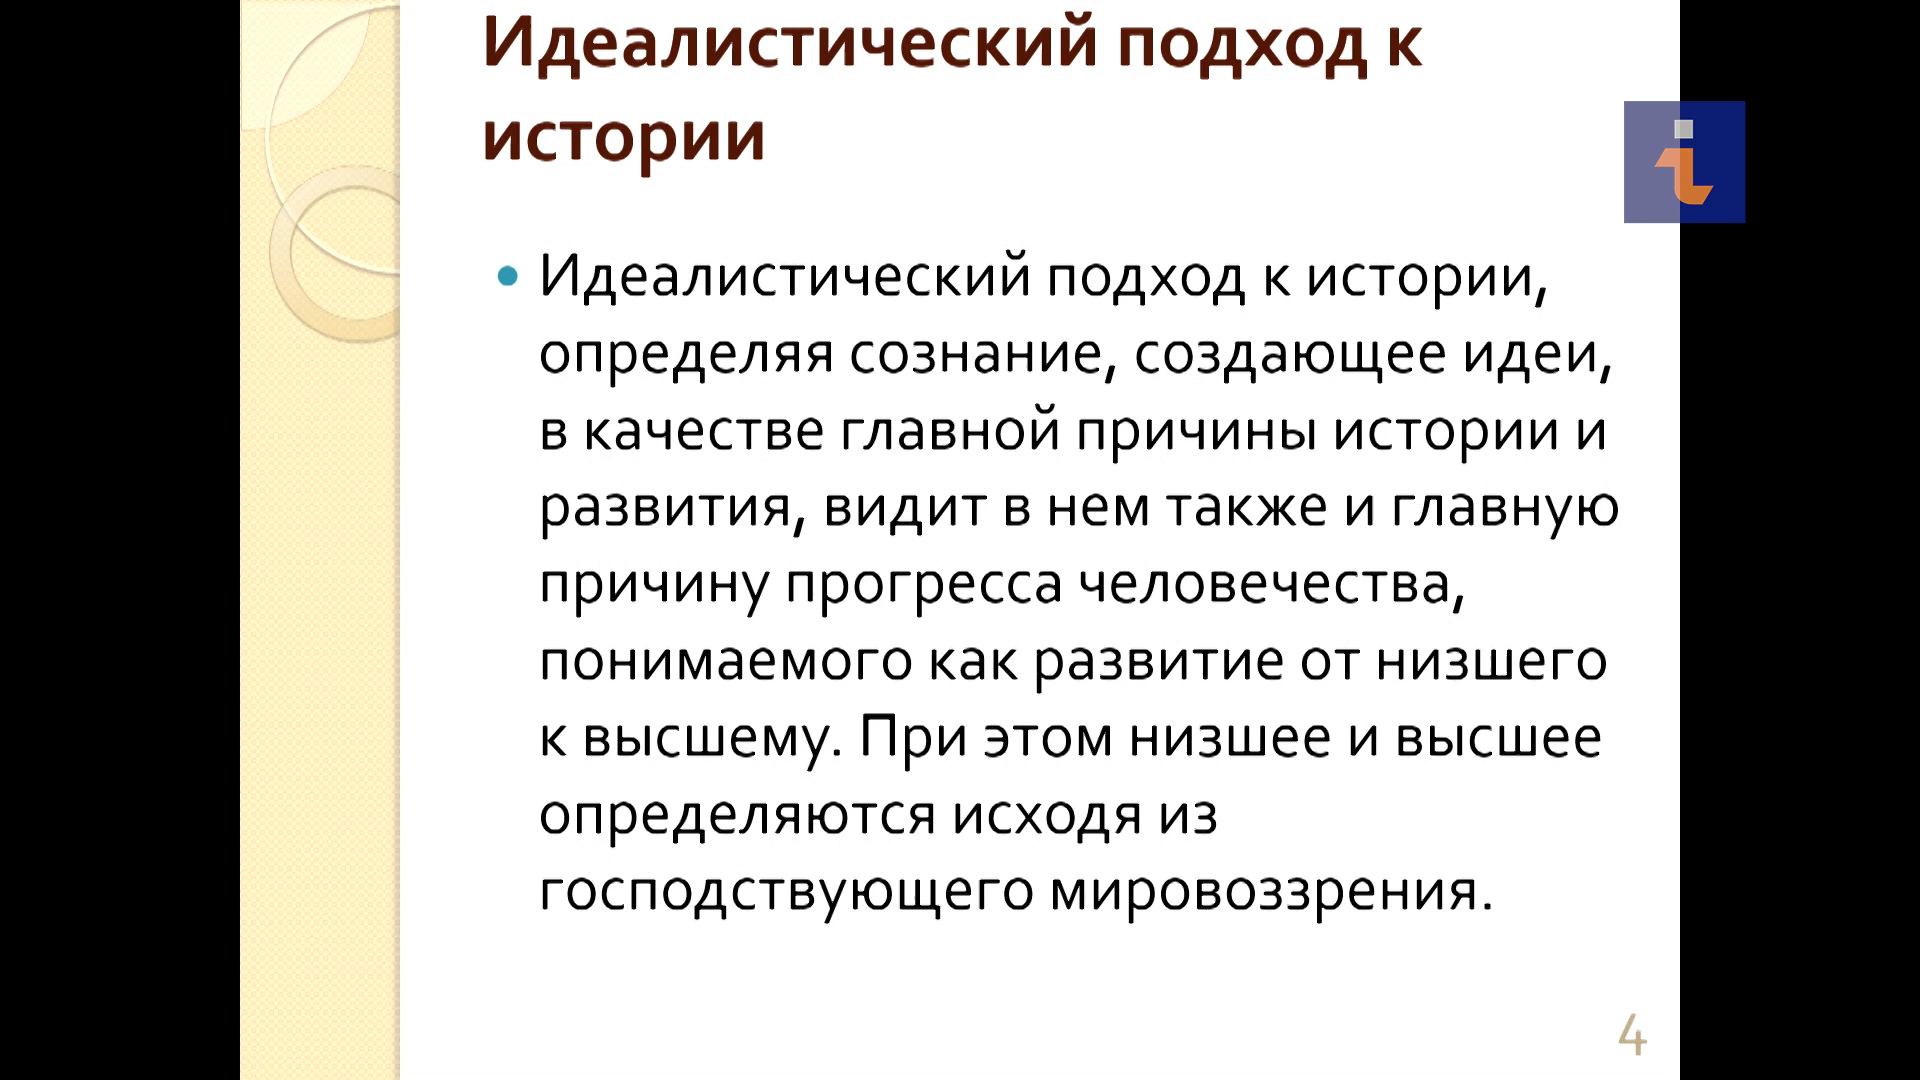 Идеалистический подход к
истории
• Идеалистический подход к истории,
определяя сознание, создающее идеи,
в качестве главной причины истории и
развития, видит в нем также и главную
причину прогресса человечества,
понимаемого как развитие от низшего
к высшему. При этом низшее и высшее
определяются исходя из
господствующего мировоззрения.
4